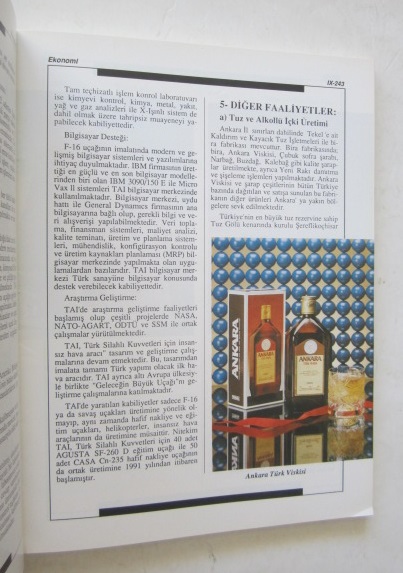 Ekonomi
IX-243
Tam teçhizatlı işlem kontrol laboratuvarı
ise kimyevi kontrol, kimya, metal, yakıt,
yağ ve gaz analizleri ile X-Işınlı sistem de
dahil olmak üzere tahripsiz muayeneyi ya-
pabilecek kabiliyettedir.
Bilgisayar Desteği:
F-16 uçağının imalatında modern ve ge-
lişmiş bilgisayar sistemleri ve yazılımlarına
ihtiyaç duyulmaktadır. IBM firmasının üret-
tiği en güçlü ve en son bilgisayar modelle-
rinden biri olan IBM 3090/150 E ile Micro
Vax II sistemleri TAI bilgisayar merkezinde
kullanılmaktadır. Bilgisayar merkezi, uydu
hattı ile General Dynamics firmasının ana
bilgisayarına bağlı olup, gerekli bilgi ve ve-
ri alışverişi yapılabilmektedir. Veri topla-
ma, finansman sistemleri, maliyet analizi,
kalite teminatı, üretim ve planlama sistem-
leri, mühendislik, konfigürasyon kontrolu
ve üretim kaynakları planlaması (MRP) bil-
gisayar merkezinde yapılmakta olan uygu-
lamalardan bazılarıdır. TAI bilgisayar mer-
kezi Türk sanayiine bilgisayar konusunda
destek verebilecek kabiliyettedir.
Araştırma Geliştirme:
TAI'de araştırma geliştirme faaliyetleri
başlamış olup çeşitli projelerde NASA,
NATO-AGART, ODTÜ ve SSM ile ortak
çalışmalar yürütülmektedir.
TAI, Türk Silahlı Kuvvetleri için insan-
sız hava aracı" tasarım ve geliştirme çalış-
malarına devam etmektedir. Bu, tasarımdan
imalata tamamı Türk yapımı olacak ilk ha-
va aracıdır. TAI ayrıca altı Avrupa ülkesiy-
le birlikte "Geleceğin Büyük Uçağı"nı ge-
liştirme çalışmalarına katılmaktadır.
TAI'de yaratılan kabiliyetler sadece F-16
ya da savaş uçakları üretimine yönelik ol-
mayıp, aynı zamanda hafif nakliye ve eği-
tim uçakları, helikopterler, insansız hava
araçlarının da üretimine müsaittir. Nitekim
TAI, Türk Silahlı Kuvvetleri için 40 adet
AGUSTA SF-260 D eğitim uçağı ile 50
adet CASA Cn-235 hafif nakliye uçağının
da ortak üretimine 1991 yılından itibaren
başlamıştır.
5- DİĞER FAALİYETLER:
a) Tuz ve Alkollü İçki Üretimi
Ankara İl sınırları dahilinde Tekel'e ait
Kaldırım ve Kayacık Tuz İşletmeleri ile bi-
ra fabrikası mevcuttur. Bira fabrikasında;
bira, Ankara Viskisi, Çubuk sofra şarabı,
Narbağ, Buzdağ, Kalebağ gibi kalite şarap-
lar üretilmekte, ayrıca Yeni Rakı damıtma
ve şişeleme işlemleri yapılmaktadır. Ankara
Viskisi ve şarap çeşitlerinin bütün Türkiye
bazında dağıtılan ve satışa sunulan bu fabri-
kanın diğer ürünleri Ankara' ya yakın böl-
gelere sevk edilmektedir.
Türkiye'nin en büyük tuz rezervine sahip
Tuz Gölü kenarında kurulu Şereflikoçhisar
ANKARA
ANKARA
ANKARA
Ankara Türk Viskisi